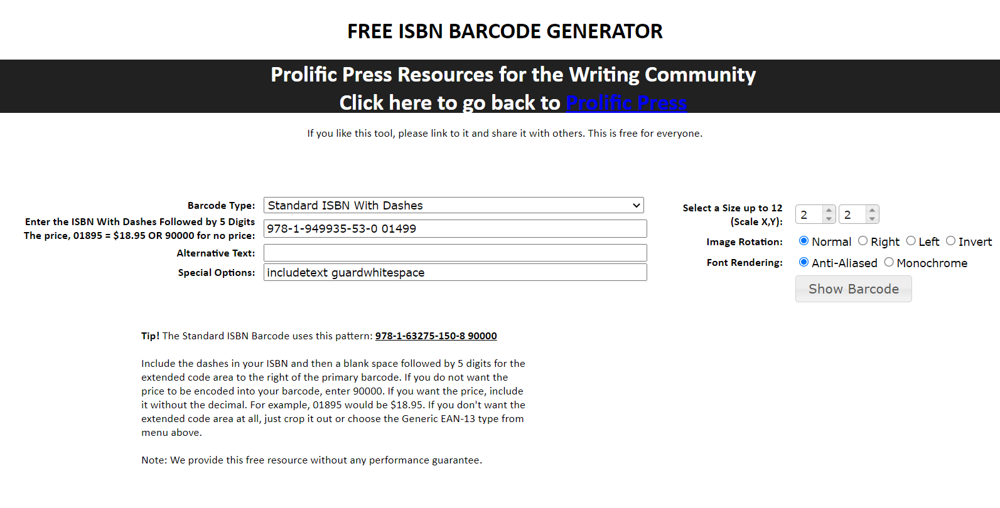 FREE ISBN BARCODE GENERATOR
Prolific Press Resources for the Writing Community
Click here to go back to Prolific Press
If you like this tool, please link to it and share it with others. This is free for everyone.
Barcode Type: Standard ISBN With Dashes
Enter the ISBN With Dashes Followed by 5 Digits
The price, 01895 = $18.95 OR 90000 for no price: 978-1-949935-53-0 01499
Alternative Text:
Special Options: includetext guardwhitespace
Select a Size up to 12
(Scale X,Y): 2 2
Image Rotation: Normal Right Left Invert
Font Rendering: Anti-Aliased Monochrome
Show Barcode
Tip! The Standard ISBN Barcode uses this pattern: 978-1-63275-150-8 90000
Include the dashes in your ISBN and then a blank space followed by 5 digits for the
extended code area to the right of the primary barcode. If you do not want the
price to be encoded into your barcode, enter 90000. If you want the price, include
it without the decimal. For example, 01895 would be $18.95. If you don't want the
extended code area at all, just crop it out or choose the Generic EAN-13 type from
menu above.
Note: We provide this free resource without any performance guarantee.